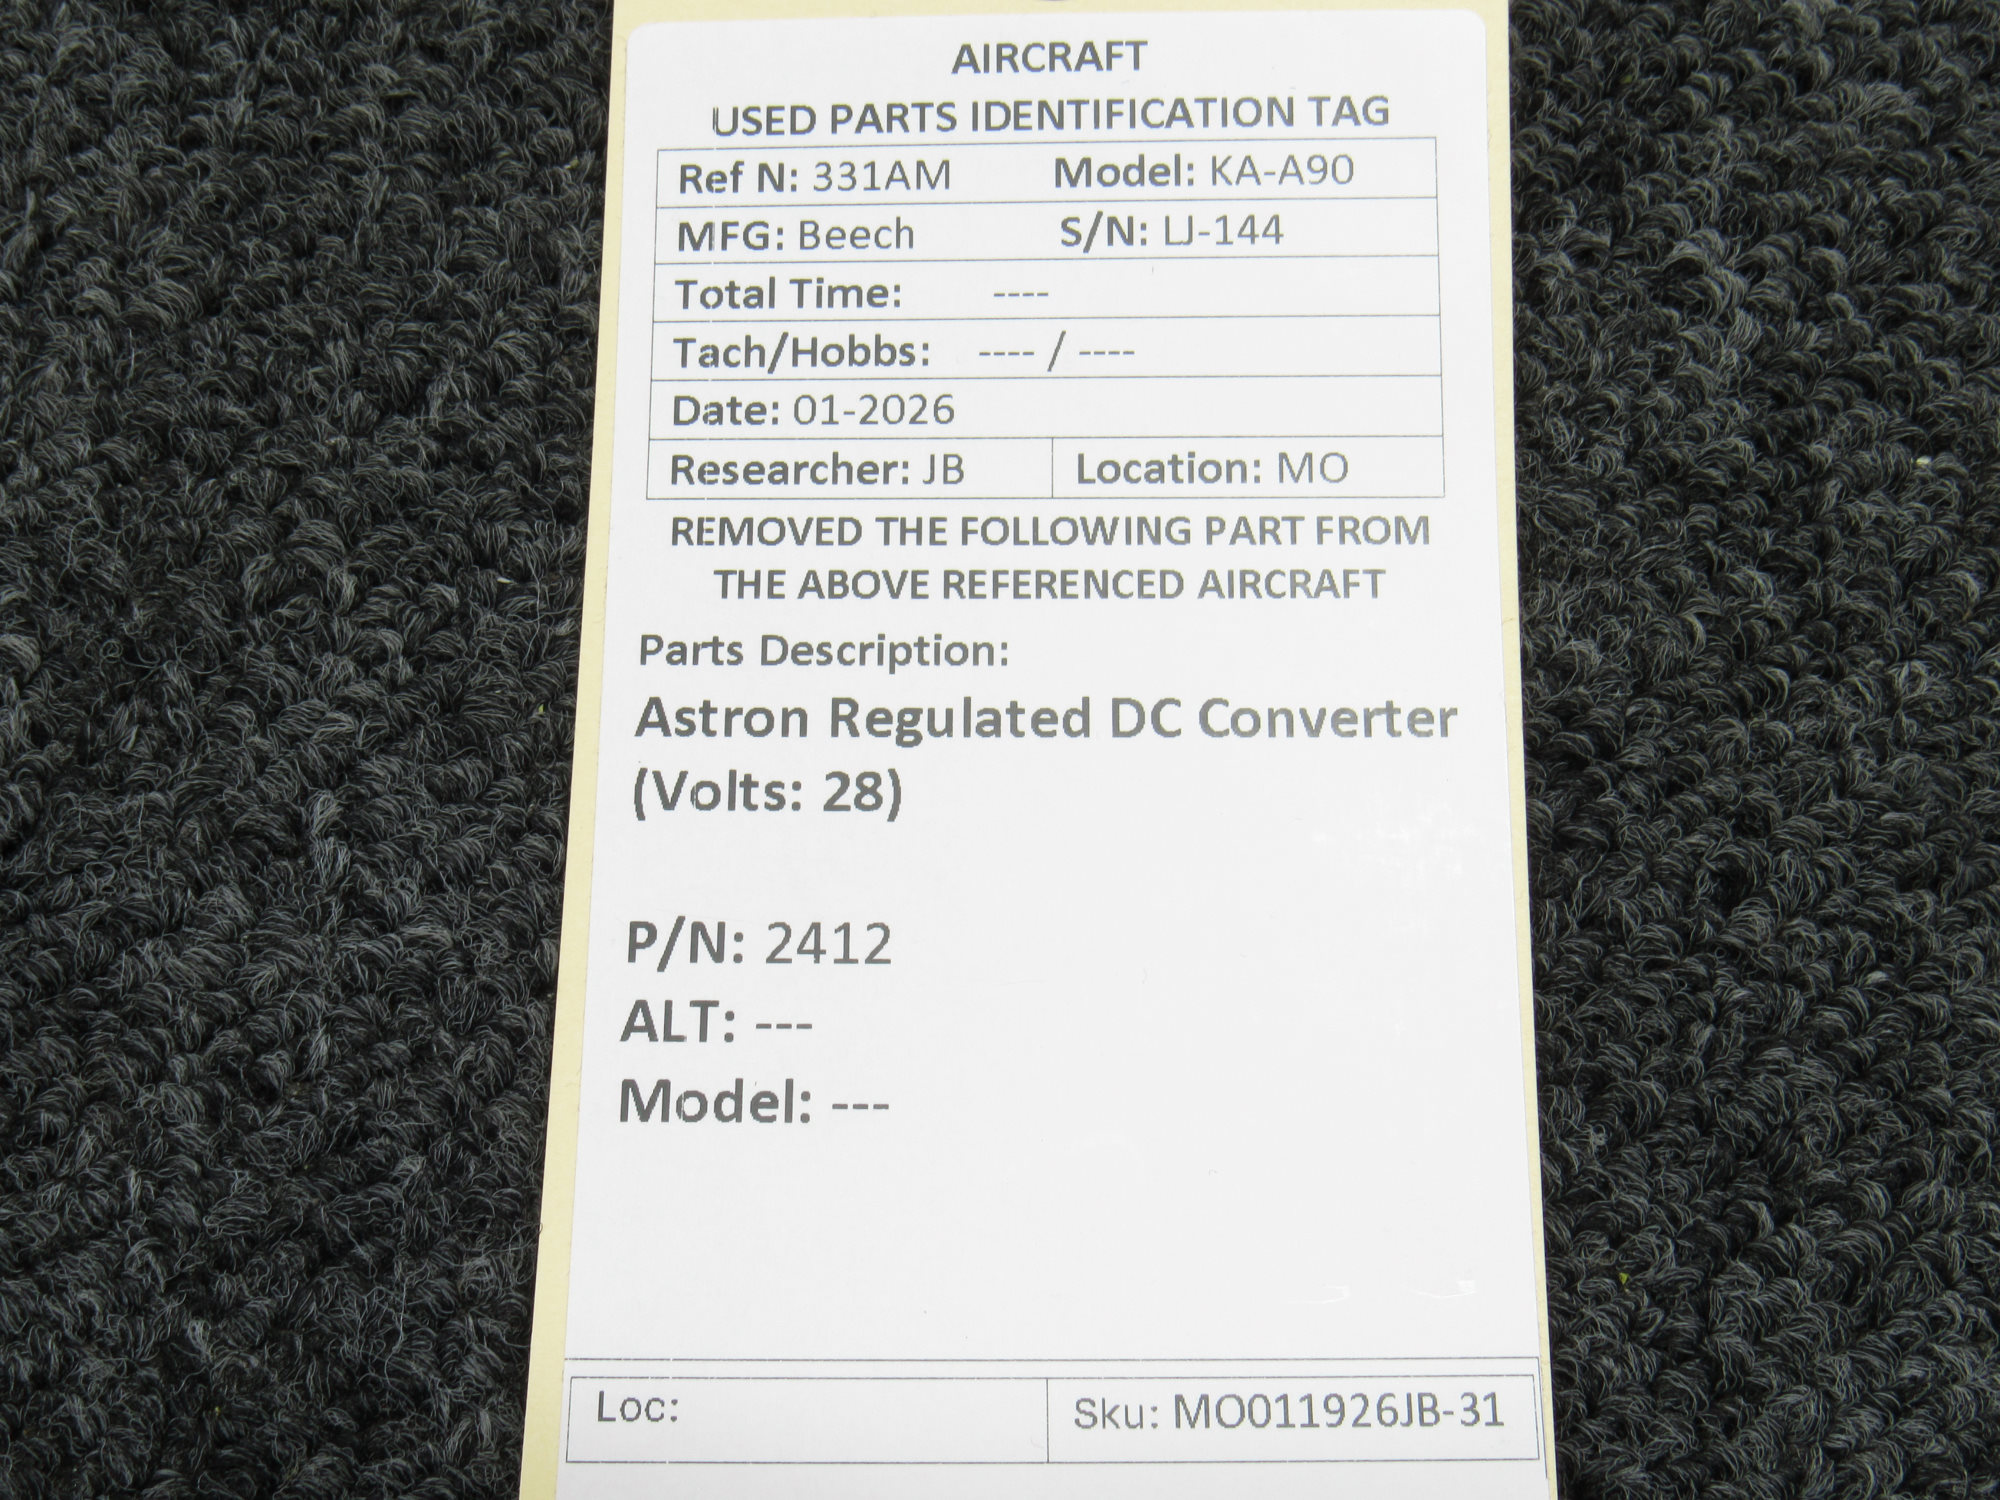 AIRCRAFT
USED PARTS IDENTIFICATION TAG
Ref N: 331AM Model: KA-A90
MFG: Beech S/N: LJ-144
Total Time: ----
Tach/Hobbs: ---- / ----
Date: 01-2026
Researcher: JB Location: MO
REMOVED THE FOLLOWING PART FROM
THE ABOVE REFERENCED AIRCRAFT
Parts Description:
Astron Regulated DC Converter
(Volts: 28)
P/N: 2412
ALT: ---
Model: ---
Loc: Sku: MO011926JB-31